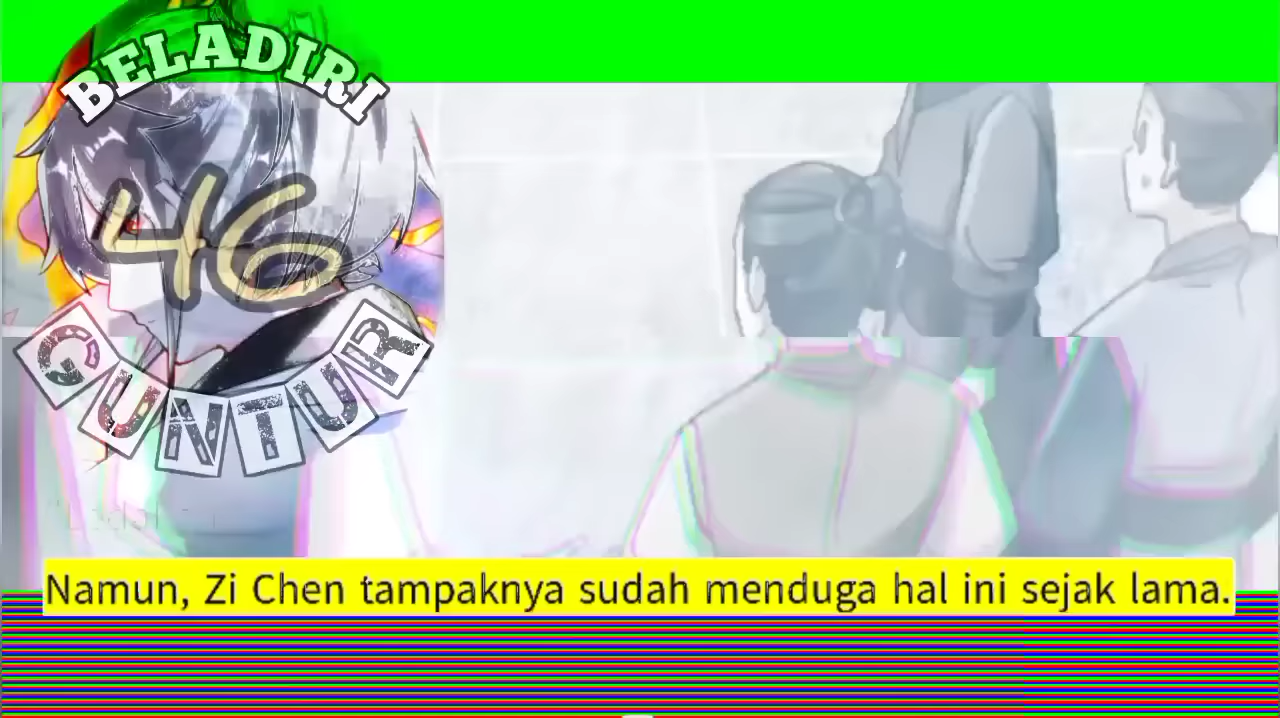 BELADIRI
46
GUNTUR
Namun, Zi Chen tampaknya sudah menduga hal ini sejak lama.